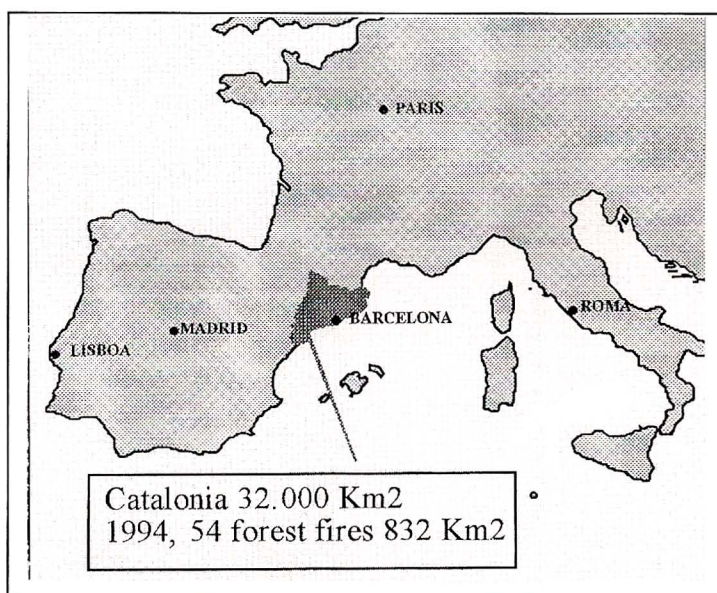 PARIS
ROMA
BARCELONA
MADRID
LISBOA
Catalonia 32.000 Km2
1994, 54 forest fires 832 Km2